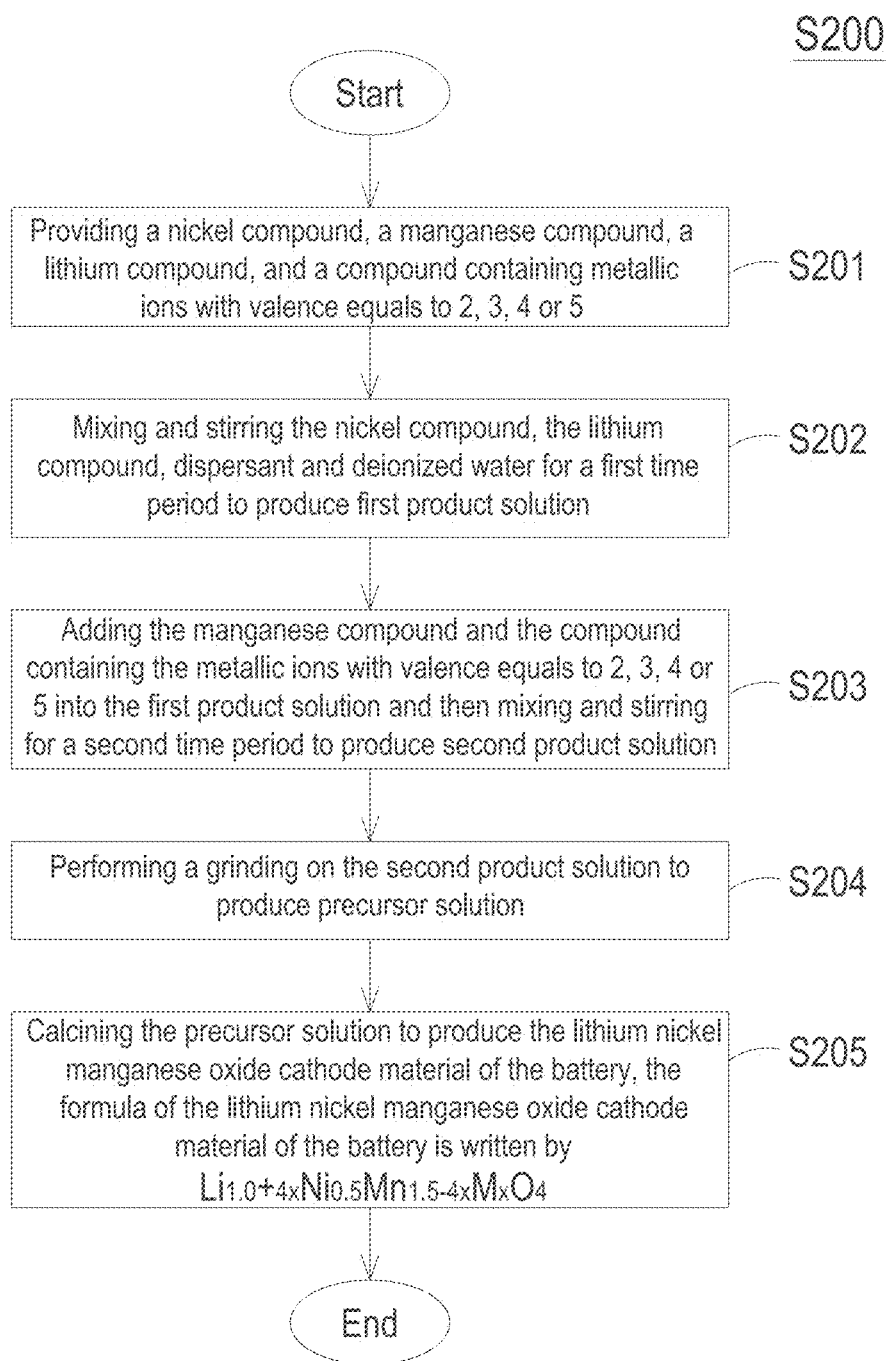 S200
Start
Providing a nickel compound, a manganese compound, a
lithium compound, and a compound containing metallic
ions with valence equals to 2, 3, 4 or 5
S201
Mixing and stirring the nickel compound, the lithium
compound, dispersant and deionized water for a first time
period to produce first product solution
S202
Adding the manganese compound and the compound
containing the metallic ions with valence equals to 2, 3, 4 or
5 into the first product solution and then mixing and stirring
for a second time period to produce second product solution
S203
Performing a grinding on the second product solution to
produce precursor solution
S204
Calcining the precursor solution to produce the lithium nickel
manganese oxide cathode material of the battery, the
formula of the lithium nickel manganese oxide cathode
material of the battery is written by
Li1.0+4xNi0.5Mn1.5-4xMxO4
S205
End